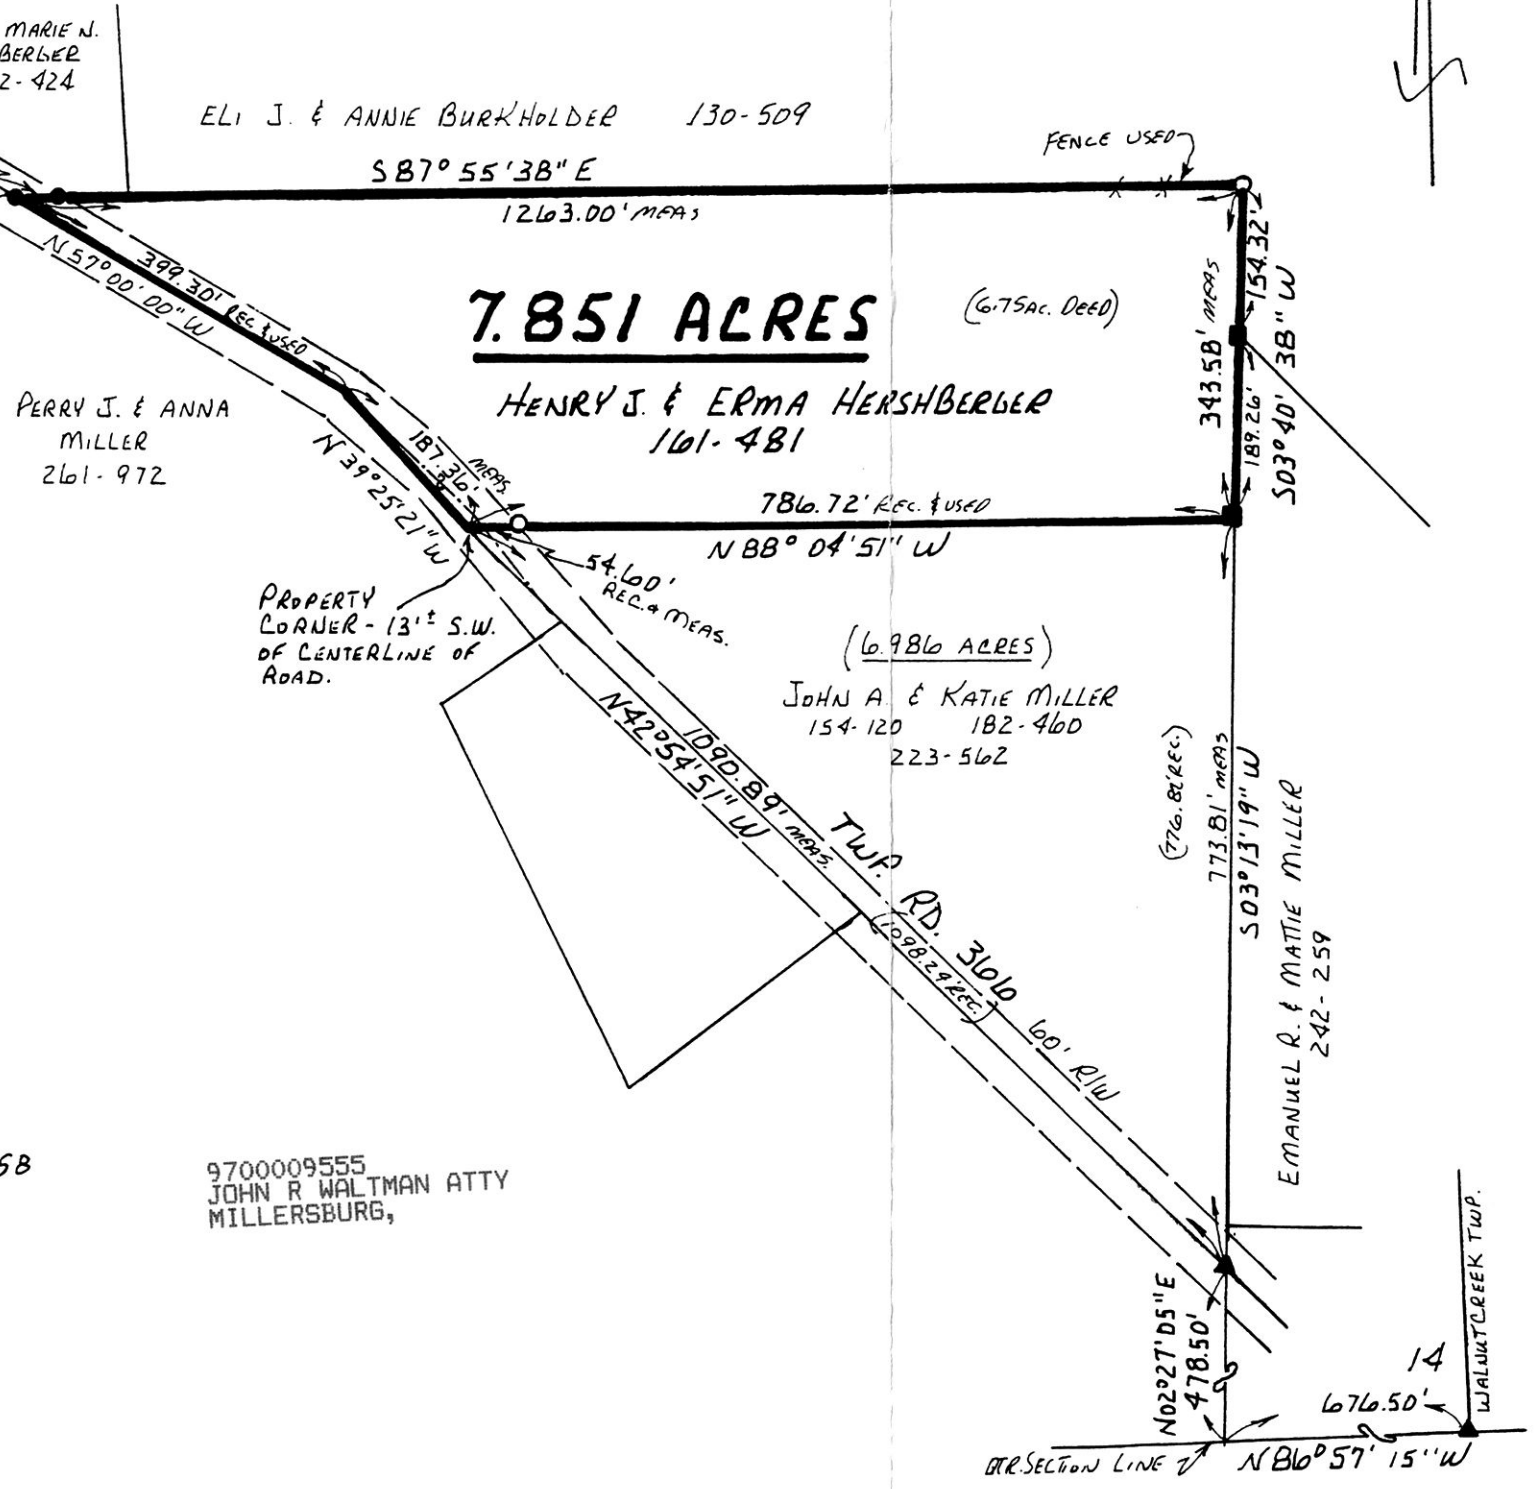 MARIE N.
BERGER
2-424
ELI J. & ANNIE BURKHOLDER 130-509
FENCE USED
S87° 55'38" E
1263.00' MEAS
154.32'
343.58' MEAS
189.26'
S03° 40' 38" W
N 57° 00' 00" W
399.30' REC & USED
7.851 ACRES
(6.75AC. DEED)
HENRY J. & ERMA HERSHBERGER
161-481
PERRY J. & ANNA
MILLER
261-972
187.36' MEAS.
N 39° 25' 21" W
786.72' REC. & USED
N 88° 04' 51" W
54.60'
REC. & MEAS.
PROPERTY
CORNER - 13'± S.W.
OF CENTERLINE OF
ROAD.
(6.986 ACRES)
JOHN A. & KATIE MILLER
154-120 182-460
223-562
N42°54'51" W
1090.89' MEAS.
(1098.24' REC.)
TWP. RD. 366
60' R/W
(776.82' REC.)
773.81' MEAS
S03°13'19" W
EMANUEL R. & MATTIE MILLER
242-259
58
9700009555
JOHN R WALTMAN ATTY
MILLERSBURG,
N02°27'05" E
478.50'
14
WALNUTCREEK TWP.
676.50'
QTR. SECTION LINE
N 86° 57' 15" W